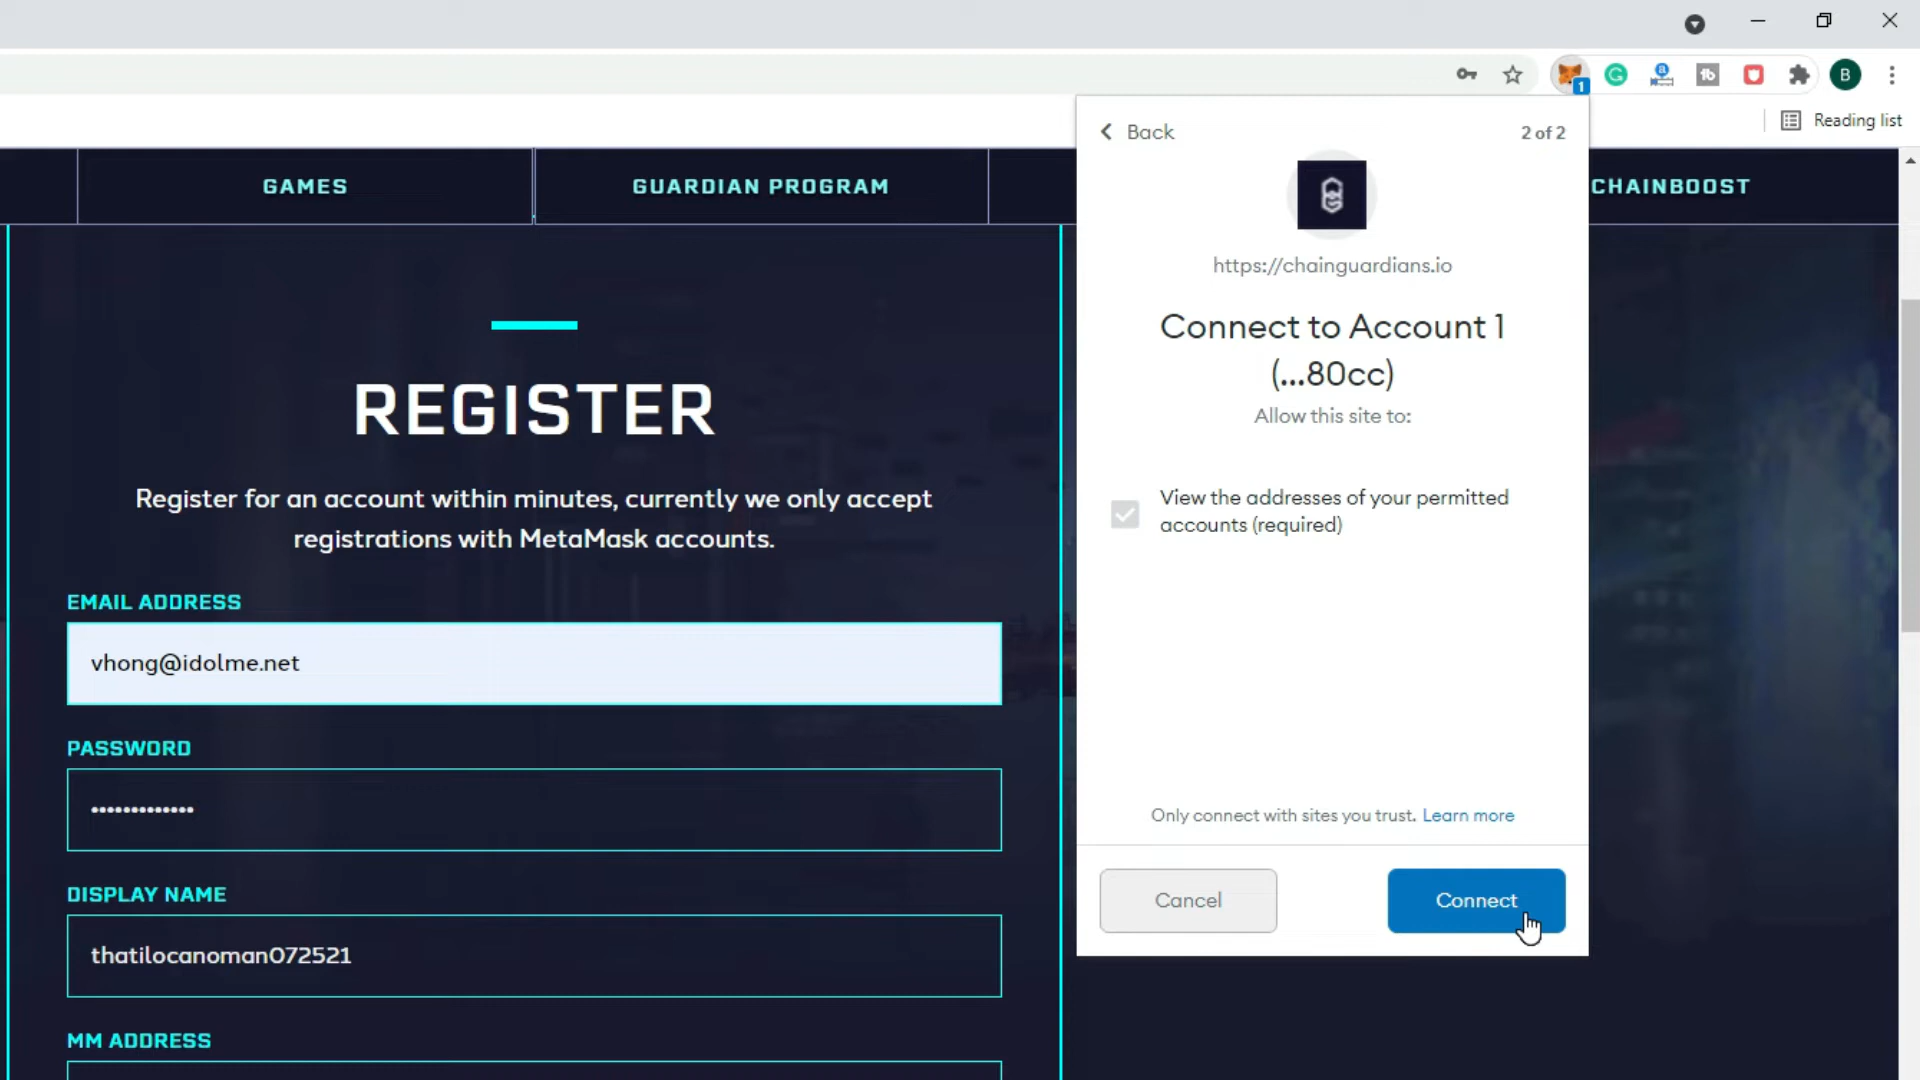 1
B
Reading list
GAMES
GUARDIAN PROGRAM
CHAINBOOST
REGISTER
Register for an account within minutes, currently we only accept
registrations with MetaMask accounts.
EMAIL ADDRESS
vhong@idolme.net
PASSWORD
•••••••••••••
DISPLAY NAME
thatilocanoman072521
MM ADDRESS
Back
2 of 2
https://chainguardians.io
Connect to Account 1
(...80cc)
Allow this site to:
View the addresses of your permitted
accounts (required)
Only connect with sites you trust. Learn more
Cancel
Connect